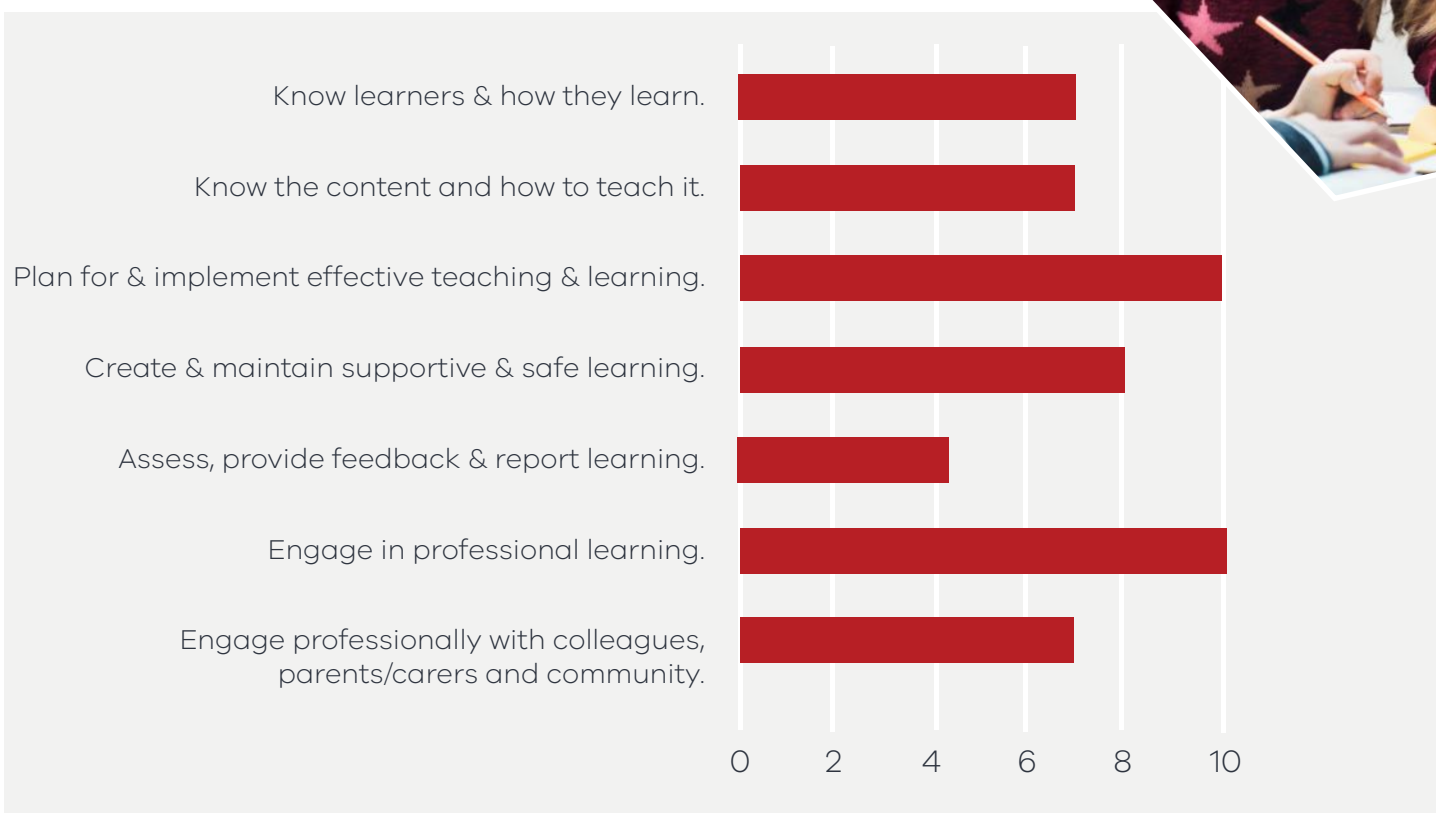 Know learners & how they learn.
Know the content and how to teach it.
Plan for & implement effective teaching & learning.
Create & maintain supportive & safe learning.
Assess, provide feedback & report learning.
Engage in professional learning.
Engage professionally with colleagues,
parents/carers and community.
0 2 4 6 8 10